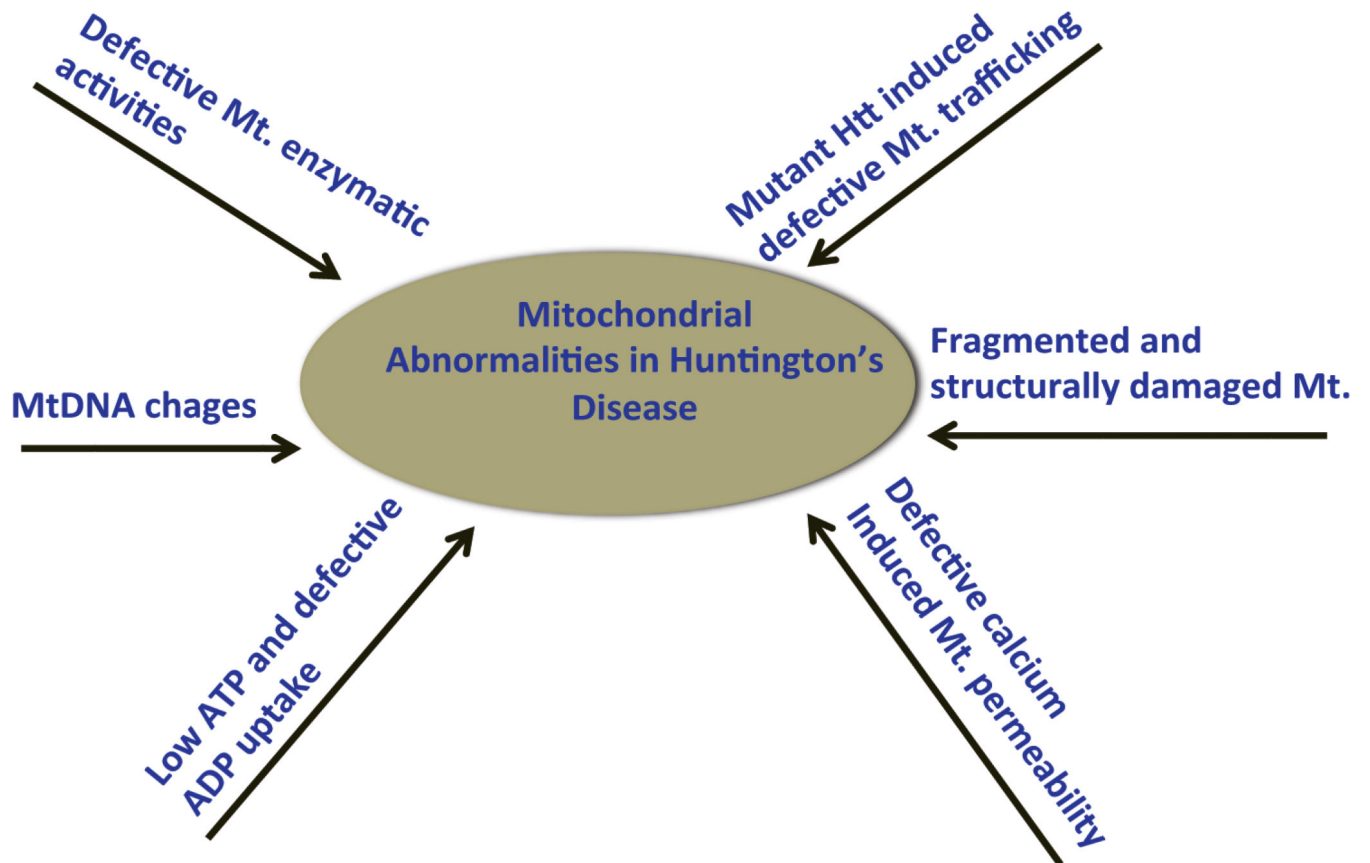 Defective Mt. enzymatic
activities
Mutant Htt induced
defective Mt. trafficking
Mitochondrial
Abnormalities in Huntington’s
Disease
Fragmented and
structurally damaged Mt.
MtDNA chages
Low ATP and defective
ADP uptake
Defective calcium
Induced Mt. permeability